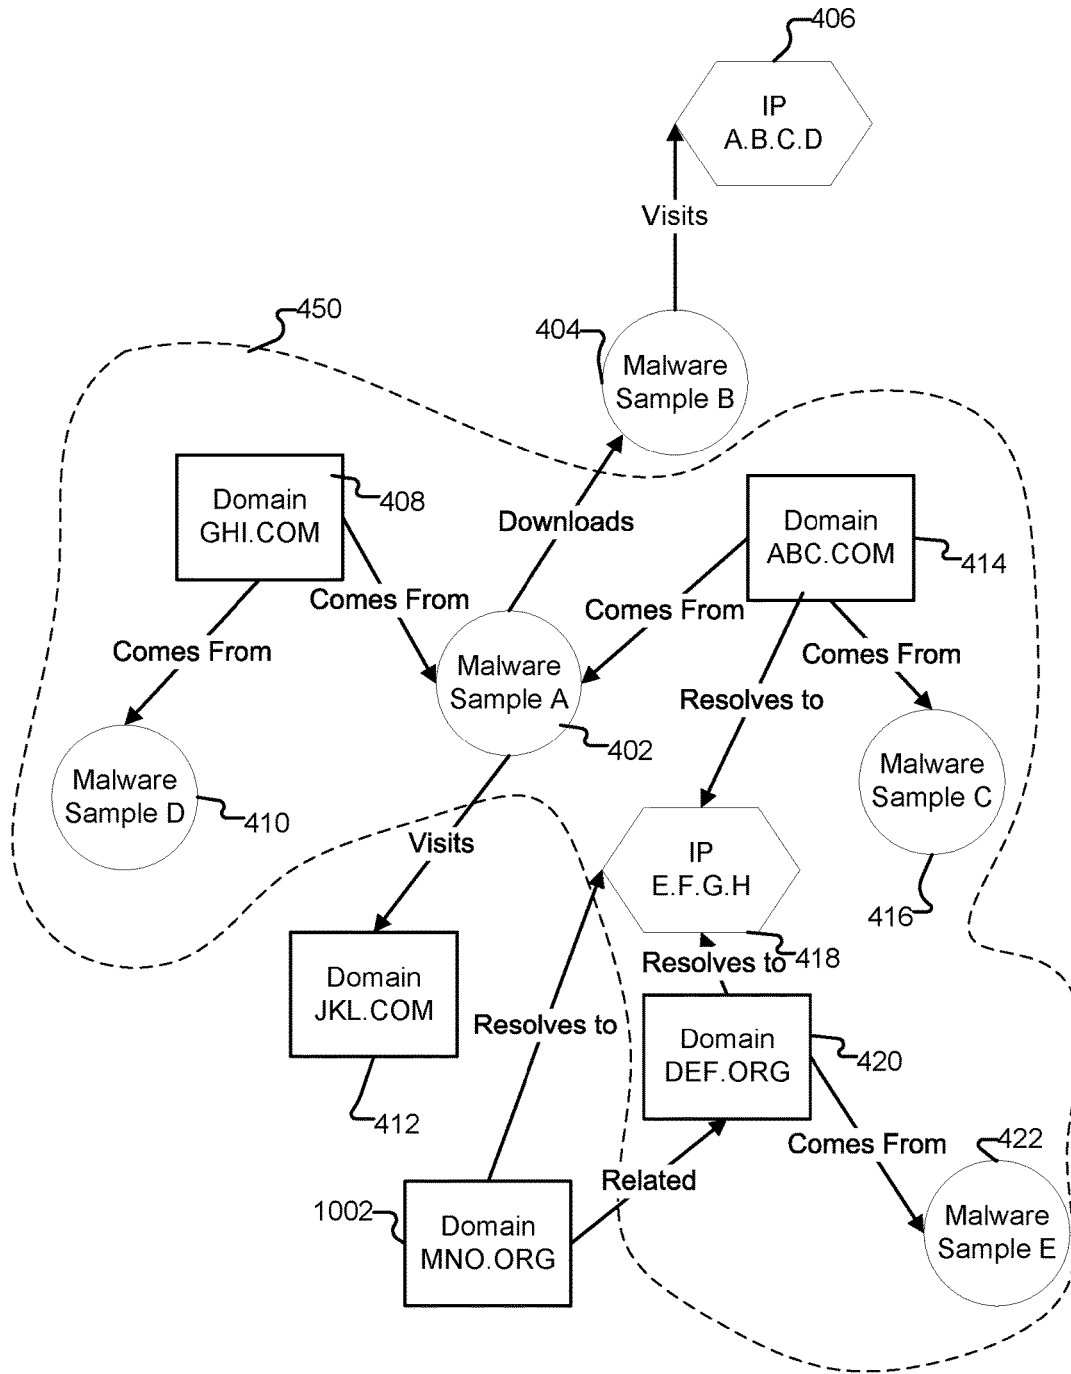 406
IP
A.B.C.D
Visits
450
404
Malware
Sample B
Domain
GHI.COM
408
Downloads
Domain
ABC.COM
414
Comes From
Comes From
Comes From
Comes From
Malware
Sample A
Resolves to
402
Malware
Sample D
410
Malware
Sample C
Visits
IP
E.F.G.H
416
418
Resolves to
Domain
JKL.COM
Resolves to
Domain
DEF.ORG
420
412
Comes From
422
Related
1002
Domain
MNO.ORG
Malware
Sample E